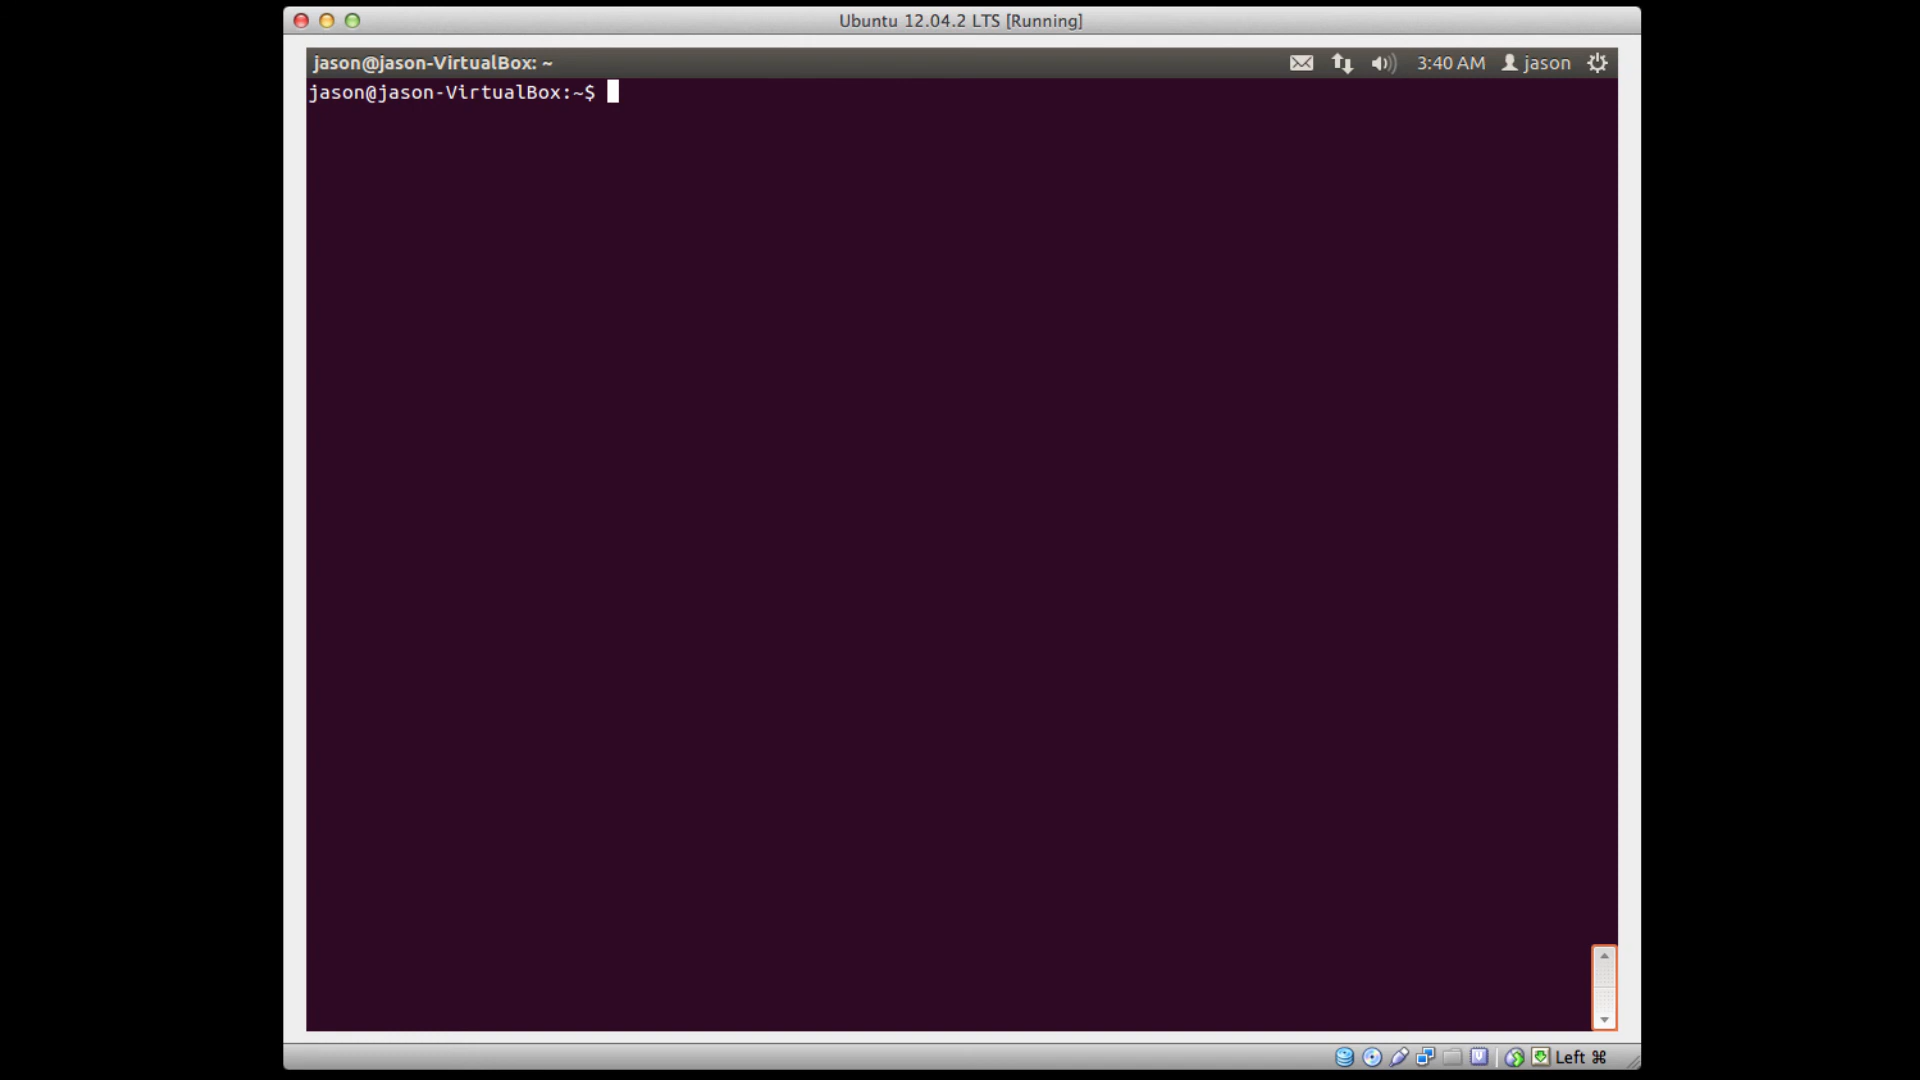 Ubuntu 12.04.2 LTS [Running]
jason@jason-VirtualBox: ~
3:40 AM jason
jason@jason-VirtualBox:~$
Left ⌘